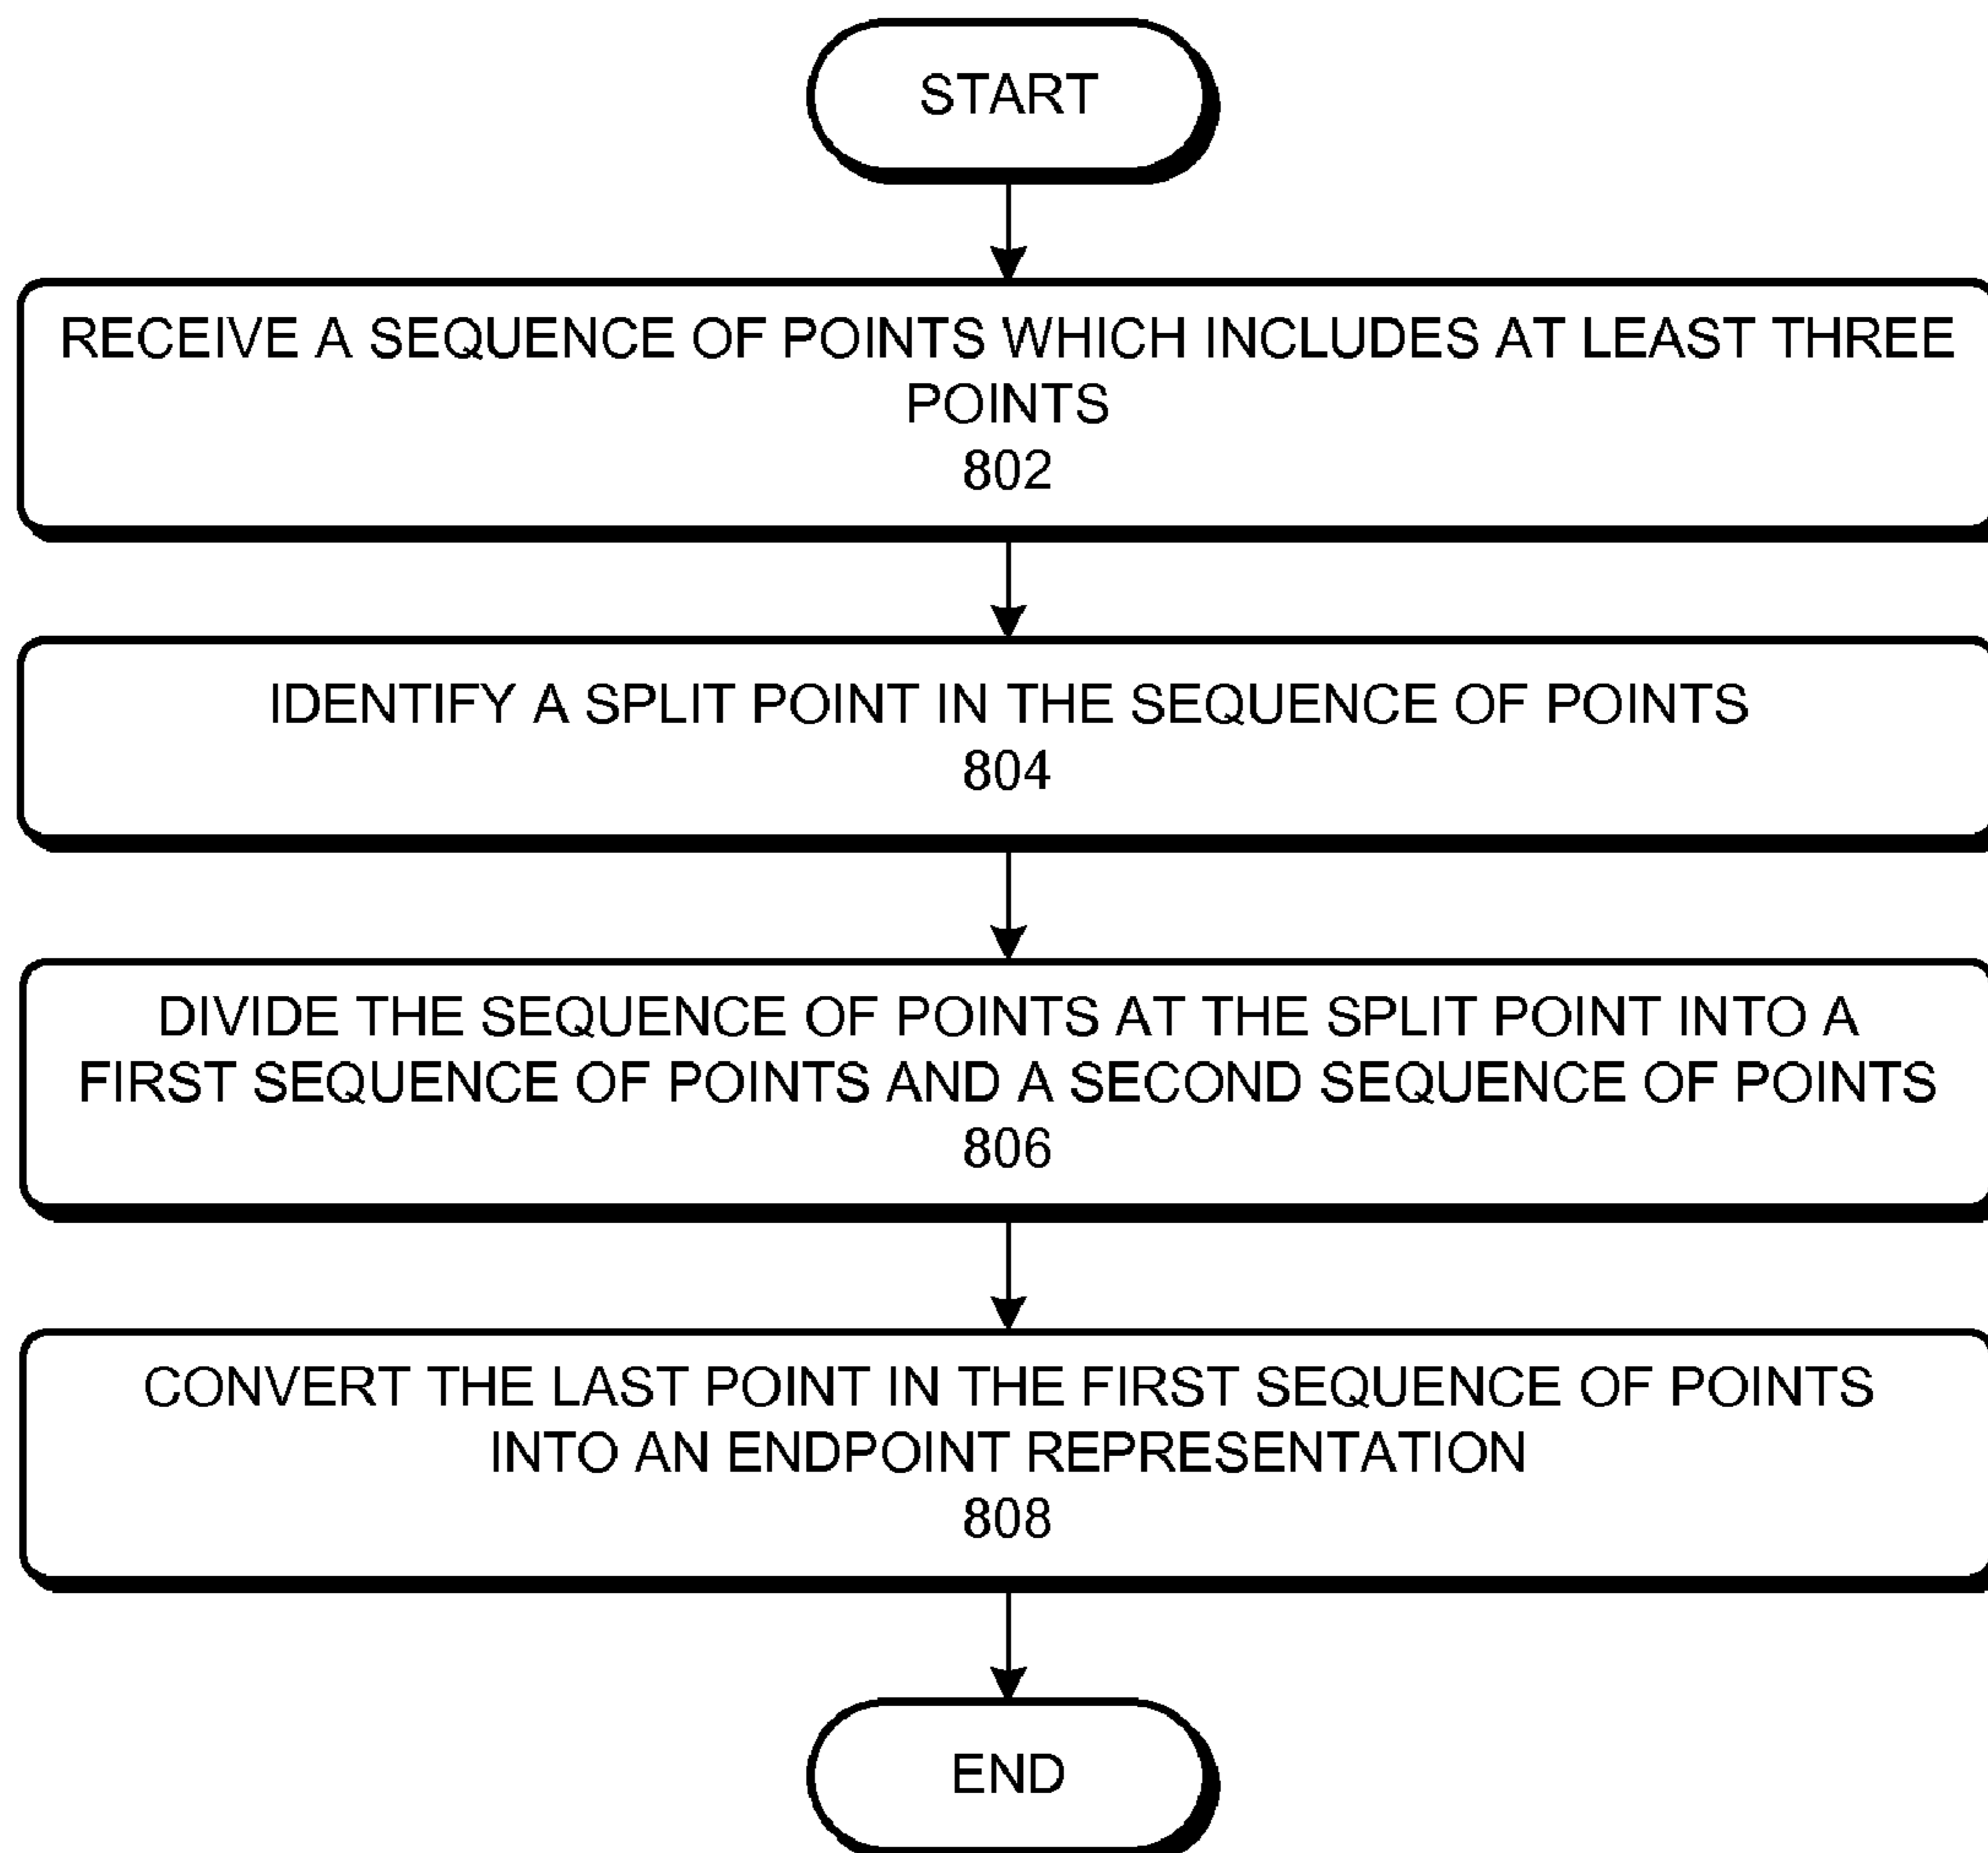 START
RECEIVE A SEQUENCE OF POINTS WHICH INCLUDES AT LEAST THREE
POINTS
802
IDENTIFY A SPLIT POINT IN THE SEQUENCE OF POINTS
804
DIVIDE THE SEQUENCE OF POINTS AT THE SPLIT POINT INTO A
FIRST SEQUENCE OF POINTS AND A SECOND SEQUENCE OF POINTS
806
CONVERT THE LAST POINT IN THE FIRST SEQUENCE OF POINTS
INTO AN ENDPOINT REPRESENTATION
808
END